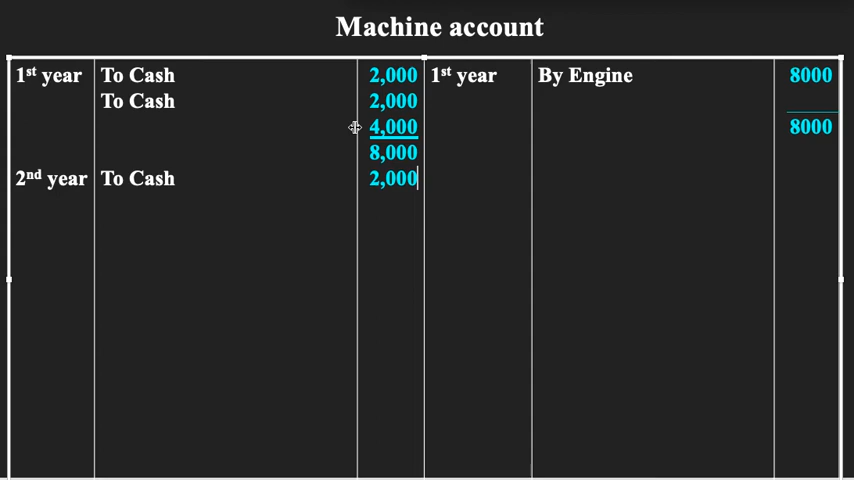 Machine account
1st year To Cash 2,000 1st year By Engine 8000
To Cash 2,000
4,000 8000
8,000
2nd year To Cash 2,000